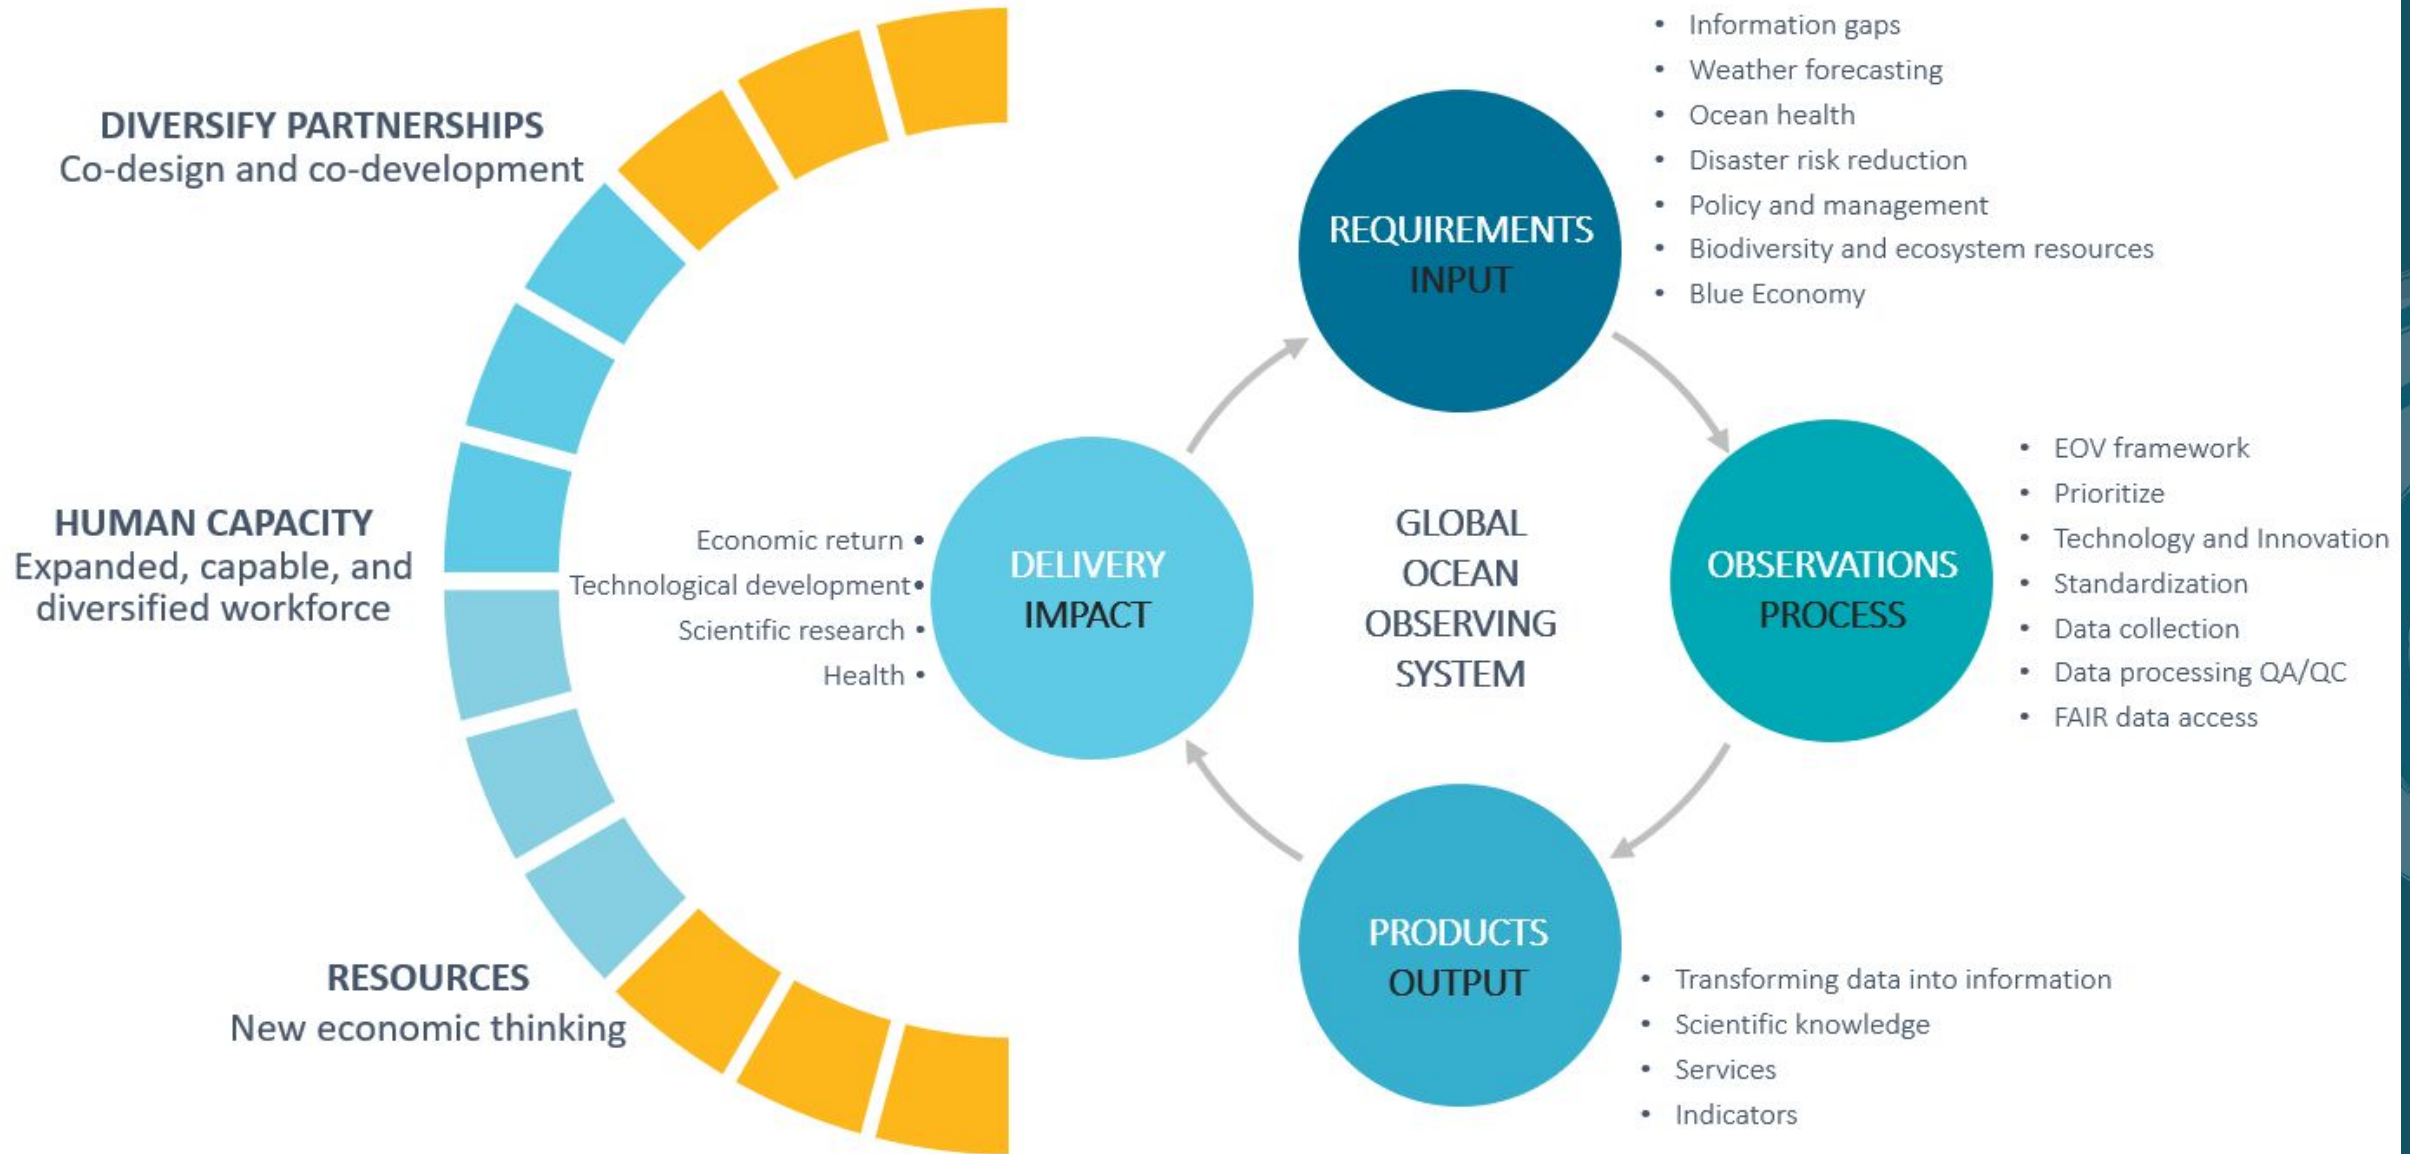 DIVERSIFY PARTNERSHIPS
Co-design and co-development
HUMAN CAPACITY
Expanded, capable, and
diversified workforce
RESOURCES
New economic thinking
REQUIREMENTS
INPUT
• Information gaps
• Weather forecasting
• Ocean health
• Disaster risk reduction
• Policy and management
• Biodiversity and ecosystem resources
• Blue Economy
OBSERVATIONS
PROCESS
• EOV framework
• Prioritize
• Technology and Innovation
• Standardization
• Data collection
• Data processing QA/QC
• FAIR data access
PRODUCTS
OUTPUT
• Transforming data into information
• Scientific knowledge
• Services
• Indicators
DELIVERY
IMPACT
Economic return •
Technological development•
Scientific research •
Health •
GLOBAL
OCEAN
OBSERVING
SYSTEM